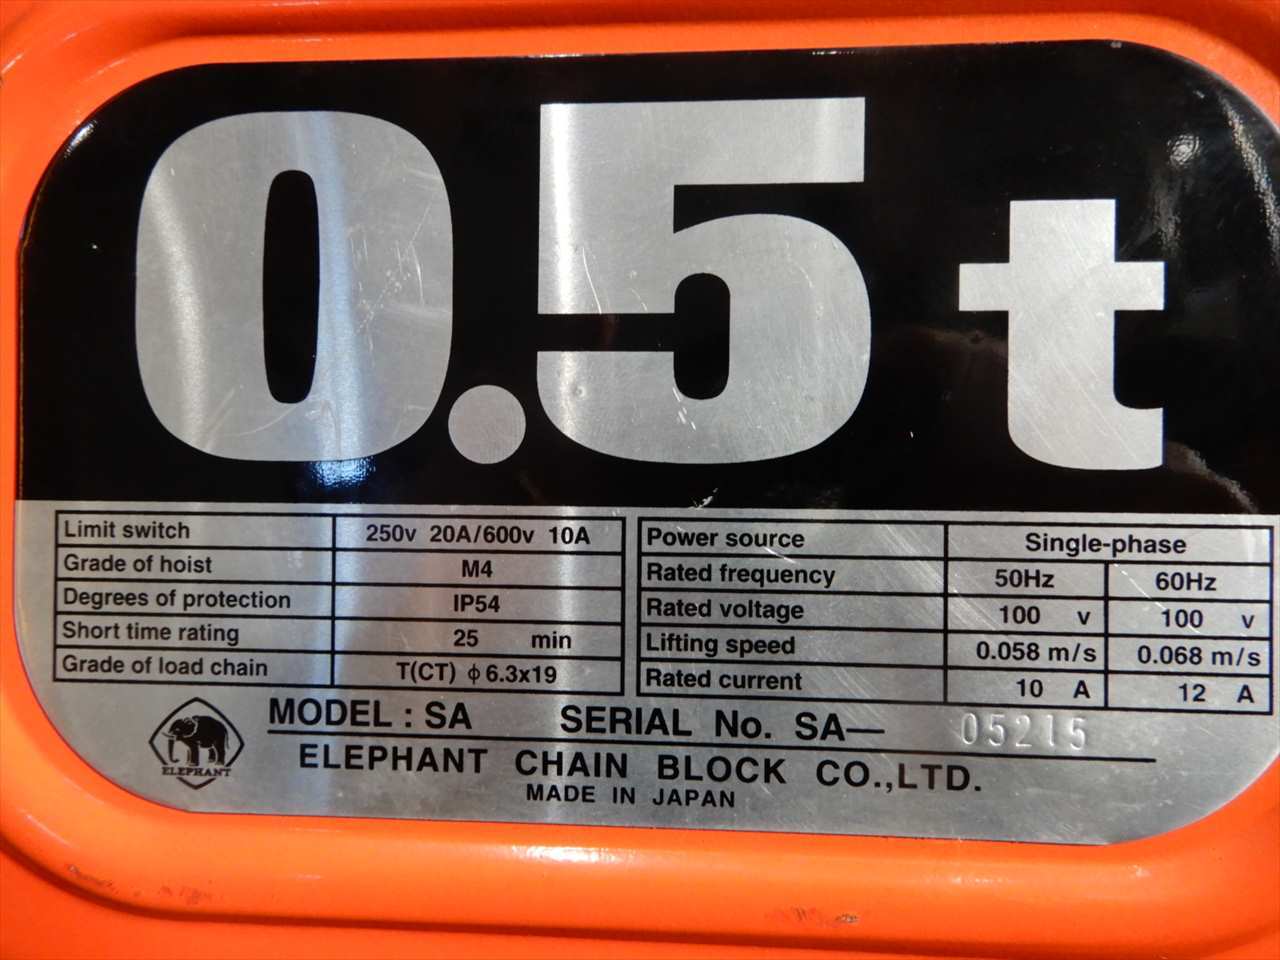 0.5 t
Limit switch 250v 20A/600v 10A
Grade of hoist M4
Degrees of protection IP54
Short time rating 25 min
Grade of load chain T(CT) ϕ6.3x19
Power source Single-phase
Rated frequency 50Hz 60Hz
Rated voltage 100 v 100 v
Lifting speed 0.058 m/s 0.068 m/s
Rated current 10 A 12 A
MODEL : SA SERIAL No. SA— 05215
ELEPHANT
ELEPHANT CHAIN BLOCK CO.,LTD.
MADE IN JAPAN